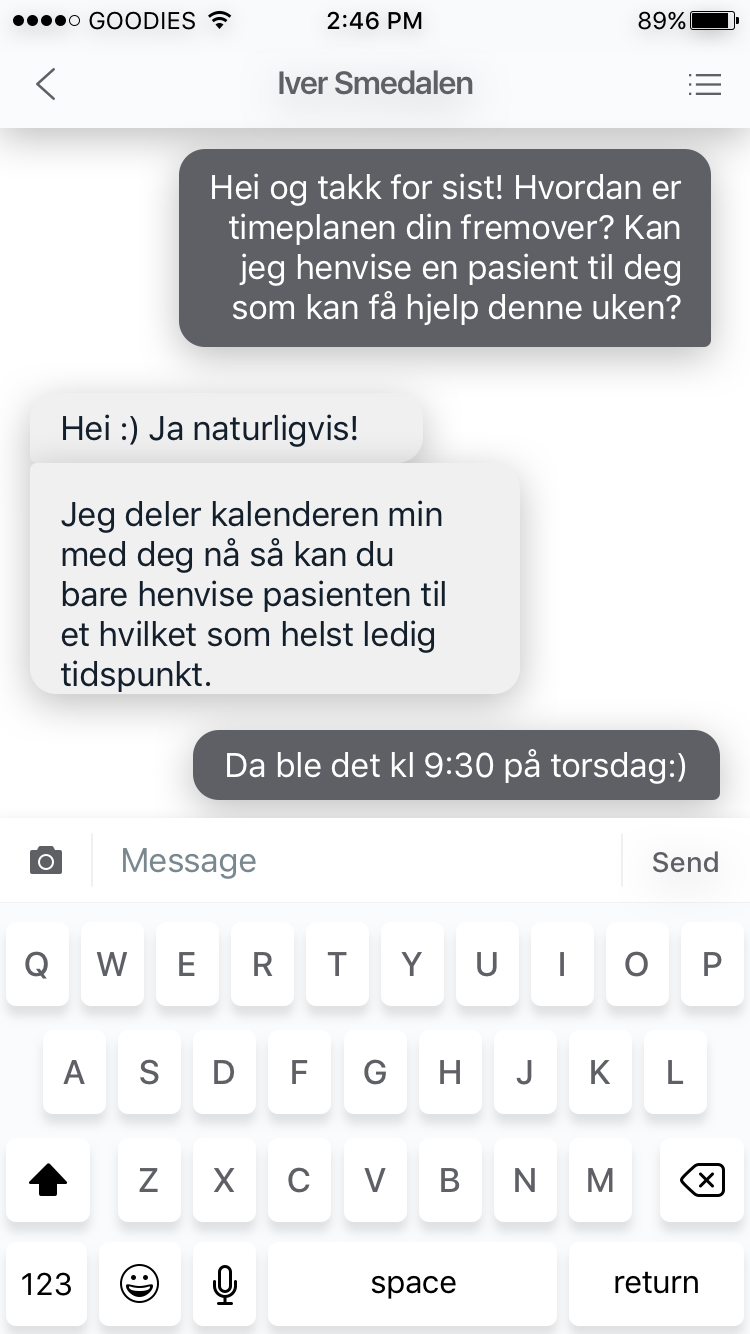 GOODIES 2:46 PM 89%
Iver Smedalen
Hei og takk for sist! Hvordan er
timeplanen din fremover? Kan
jeg henvise en pasient til deg
som kan få hjelp denne uken?
Hei :) Ja naturligvis!
Jeg deler kalenderen min
med deg nå så kan du
bare henvise pasienten til
et hvilket som helst ledig
tidspunkt.
Da ble det kl 9:30 på torsdag:)
Message Send
Q W E R T Y U I O P
A S D F G H J K L
Z X C V B N M
123 space return